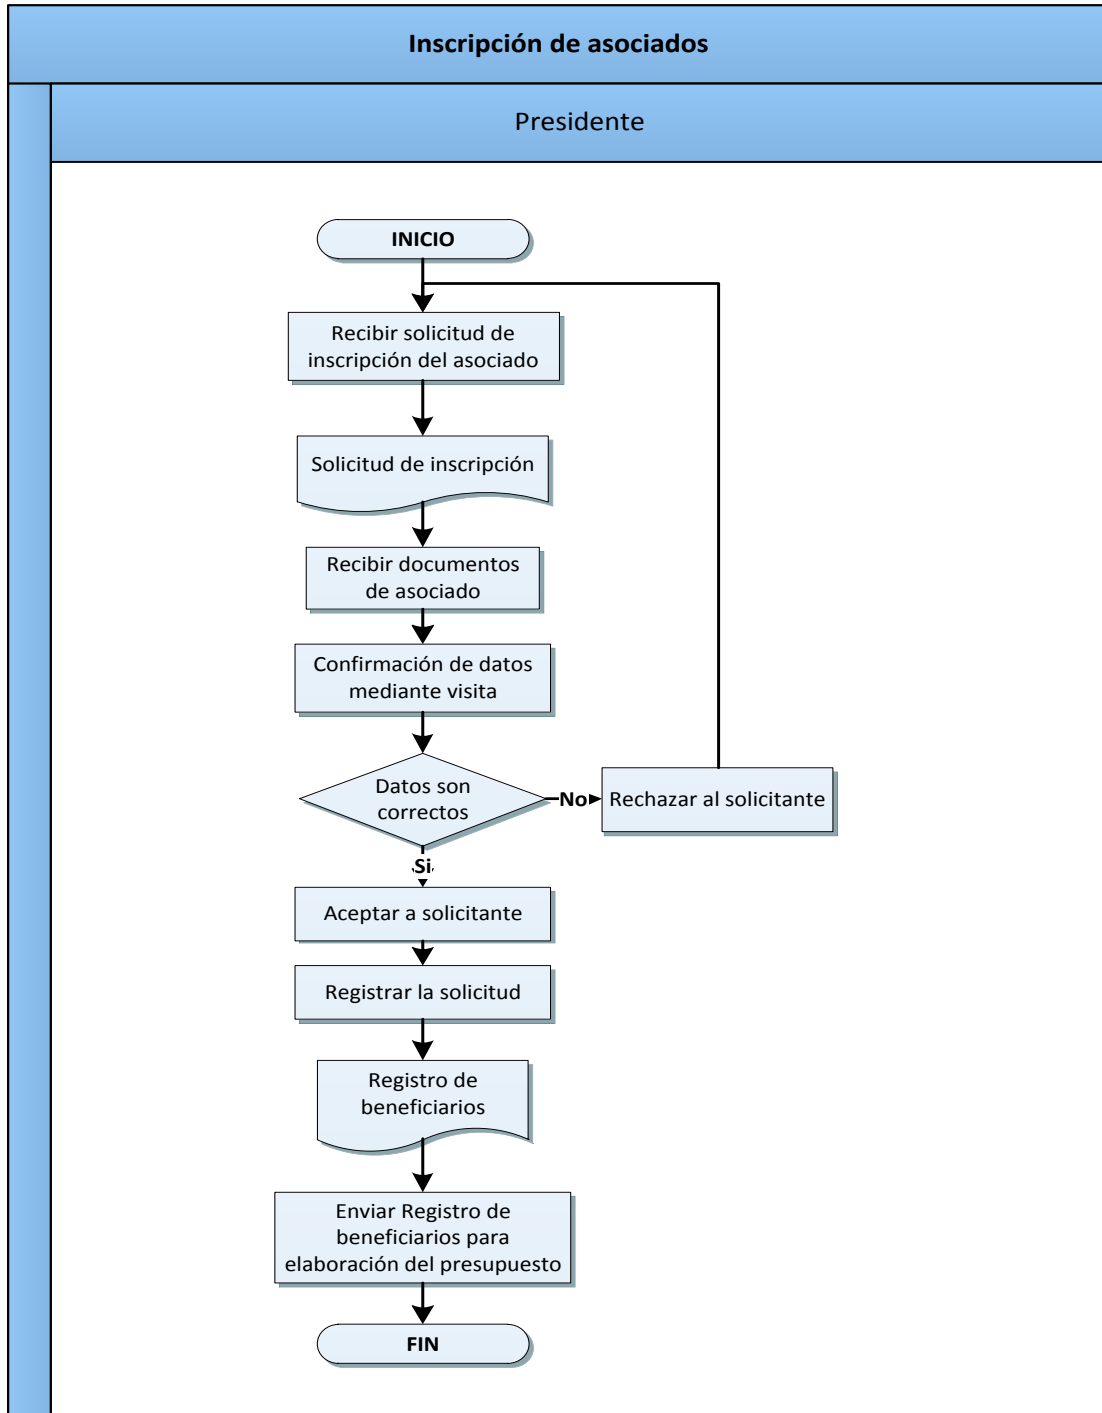 Inscripción de asociados
Presidente
INICIO
Recibir solicitud de
inscripción del asociado
Solicitud de inscripción
Recibir documentos
de asociado
Confirmación de datos
mediante visita
Datos son
correctos
No
Rechazar al solicitante
Si
Aceptar a solicitante
Registrar la solicitud
Registro de
beneficiarios
Enviar Registro de
beneficiarios para
elaboración del presupuesto
FIN